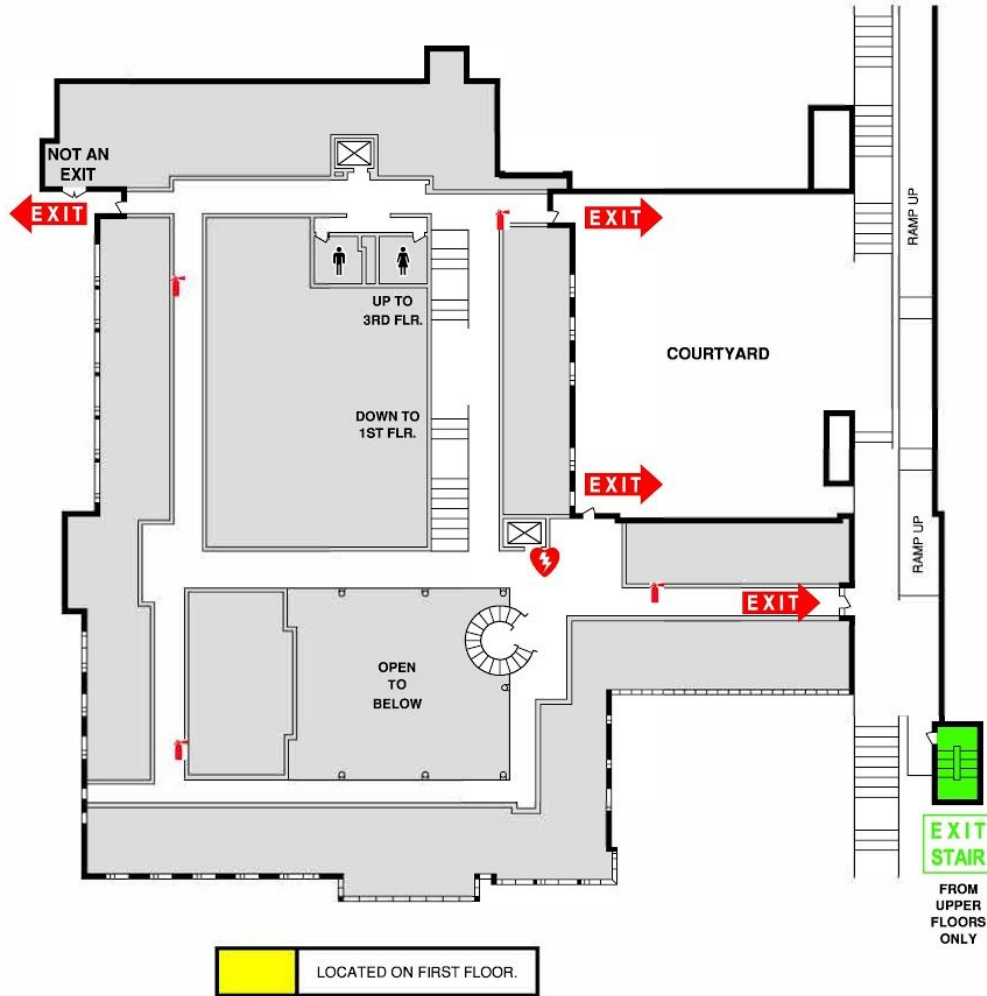 NOT AN
EXIT
EXIT
EXIT
RAMP UP
UP TO
3RD FLR.
COURTYARD
DOWN TO
1ST FLR.
EXIT
RAMP UP
EXIT
OPEN
TO
BELOW
EXIT
STAIR
FROM
UPPER
FLOORS
ONLY
LOCATED ON FIRST FLOOR.